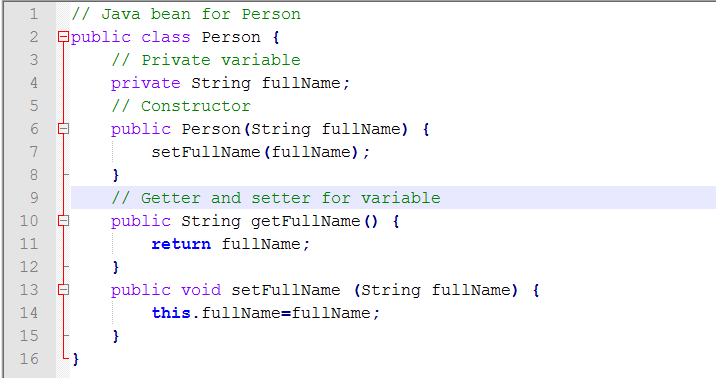 1 // Java bean for Person
2 public class Person {
3     // Private variable
4     private String fullName;
5     // Constructor
6     public Person(String fullName) {
7         setFullName(fullName);
8     }
9     // Getter and setter for variable
10     public String getFullName() {
11         return fullName;
12     }
13     public void setFullName (String fullName) {
14         this.fullName=fullName;
15     }
16 }